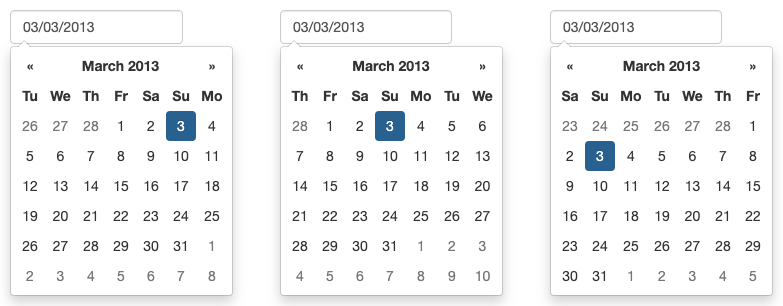 03/03/2013
« March 2013 »
Tu We Th Fr Sa Su Mo
26 27 28 1 2 3 4
5 6 7 8 9 10 11
12 13 14 15 16 17 18
19 20 21 22 23 24 25
26 27 28 29 30 31 1
2 3 4 5 6 7 8
03/03/2013
« March 2013 »
Th Fr Sa Su Mo Tu We
28 1 2 3 4 5 6
7 8 9 10 11 12 13
14 15 16 17 18 19 20
21 22 23 24 25 26 27
28 29 30 31 1 2 3
4 5 6 7 8 9 10
03/03/2013
« March 2013 »
Sa Su Mo Tu We Th Fr
23 24 25 26 27 28 1
2 3 4 5 6 7 8
9 10 11 12 13 14 15
16 17 18 19 20 21 22
23 24 25 26 27 28 29
30 31 1 2 3 4 5